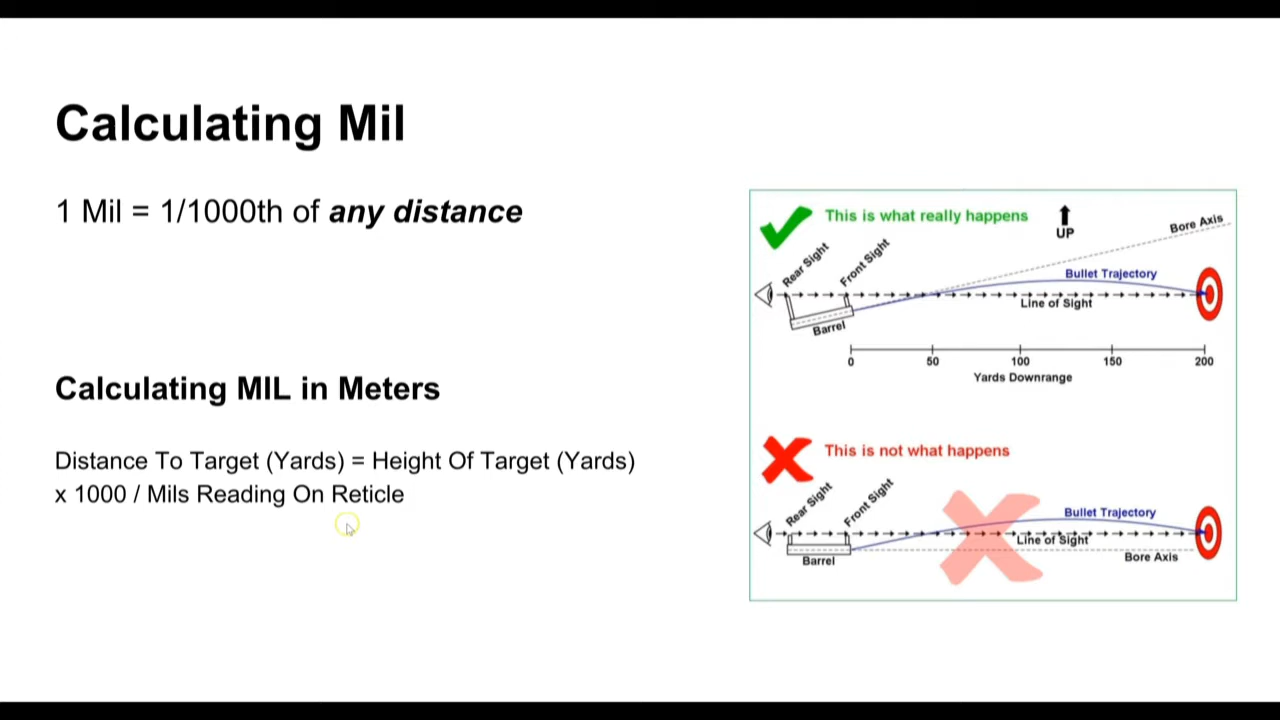 Calculating Mil
1 Mil = 1/1000th of any distance
Calculating MIL in Meters
Distance To Target (Yards) = Height Of Target (Yards)
x 1000 / Mils Reading On Reticle
This is what really happens
UP
Bore Axis
Rear Sight
Front Sight
Bullet Trajectory
Line of Sight
Barrel
0 50 100 150 200
Yards Downrange
This is not what happens
Rear Sight
Front Sight
Bullet Trajectory
Line of Sight
Barrel
Bore Axis